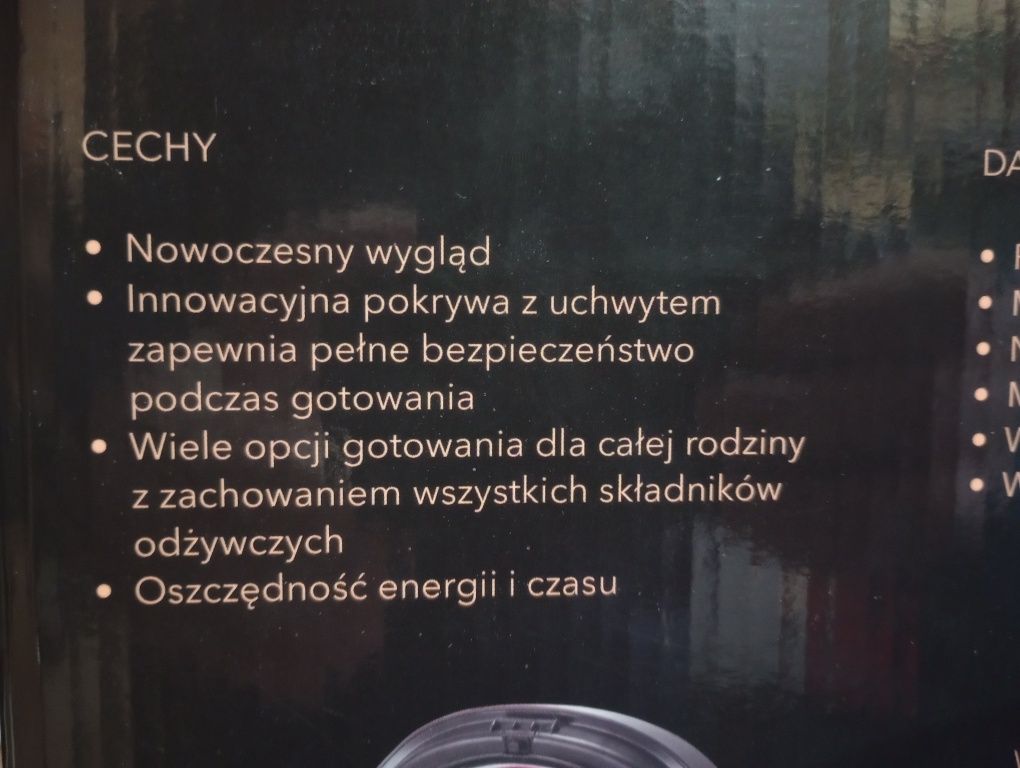 CECHY
• Nowoczesny wygląd
• Innowacyjna pokrywa z uchwytem
zapewnia pełne bezpieczeństwo
podczas gotowania
• Wiele opcji gotowania dla całej rodziny
z zachowaniem wszystkich składników
odżywczych
• Oszczędność energii i czasu